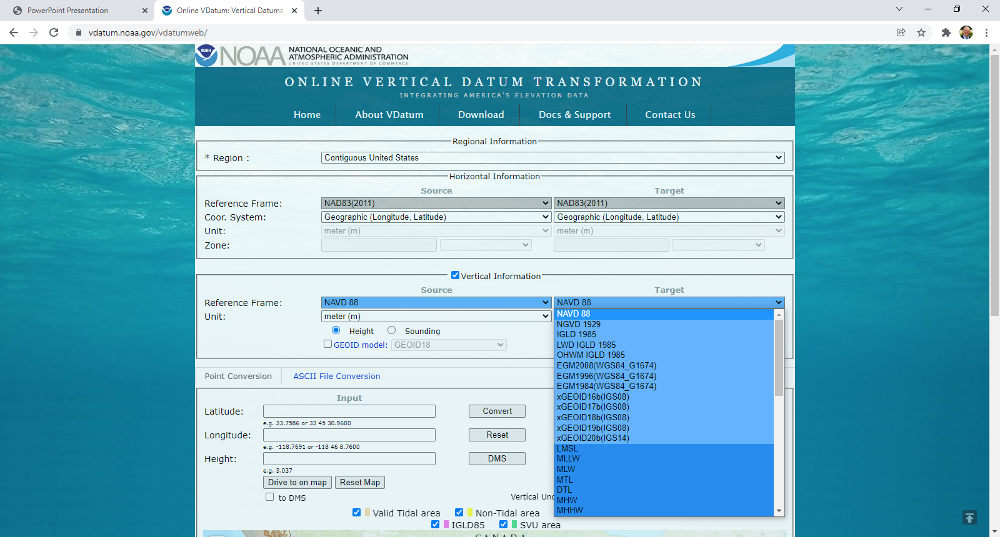 PowerPoint Presentation
Online VDatum: Vertical Datums
vdatum.noaa.gov/vdatumweb/
NOAA NOAA NATIONAL OCEANIC AND
ATMOSPHERIC ADMINISTRATION
UNITED STATES DEPARTMENT OF COMMERCE
ONLINE VERTICAL DATUM TRANSFORMATION
INTEGRATING AMERICA'S ELEVATION DATA
Home About VDatum Download Docs & Support Contact Us
Regional Information
* Region : Contiguous United States
Horizontal Information
Source Target
Reference Frame: NAD83(2011) NAD83(2011)
Coor. System: Geographic (Longitude, Latitude) Geographic (Longitude, Latitude)
Unit: meter (m) meter (m)
Zone:
Vertical Information
Source Target
Reference Frame: NAVD 88 NAVD 88
Unit: meter (m)
Height Sounding
GEOID model: GEOID18
NAVD 88
NGVD 1929
IGLD 1985
LWD IGLD 1985
OHWM IGLD 1985
EGM2008(WGS84_G1674)
EGM1996(WGS84_G1674)
EGM1984(WGS84_G1674)
xGEOID16b(IGS08)
xGEOID17b(IGS08)
xGEOID18b(IGS08)
xGEOID19b(IGS08)
xGEOID20b(IGS14)
LMSL
MLLW
MLW
MTL
DTL
MHW
MHHW
Point Conversion ASCII File Conversion
Input
Latitude: Convert
e.g. 33.7586 or 33 45 30.9600
Longitude: Reset
e.g. -118.7691 or -118 46 8.7600
Height: DMS
e.g. 3.037
Drive to on map Reset Map
to DMS Vertical Unc
Valid Tidal area Non-Tidal area
IGLD85 SVU area
CANADA